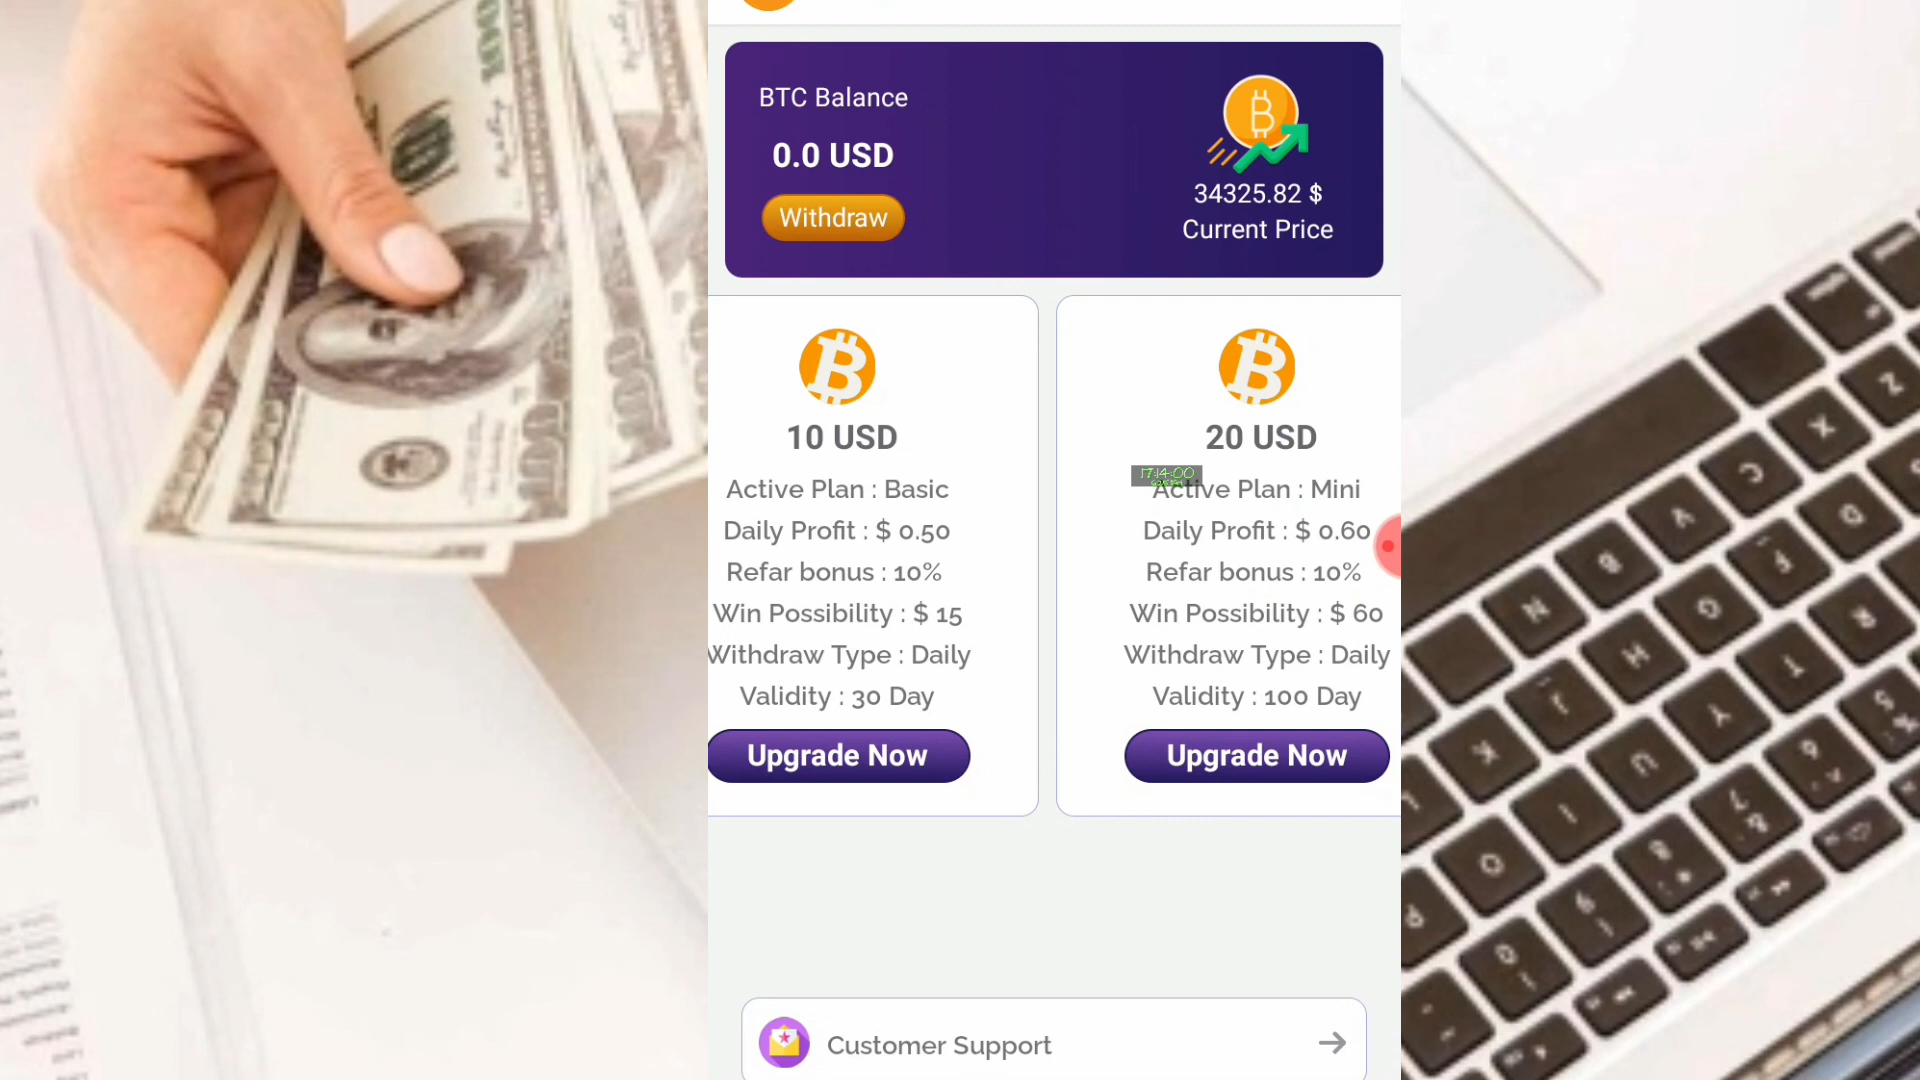 BTC Balance
0.0 USD
Withdraw
34325.82 $
Current Price
10 USD
Active Plan : Basic
Daily Profit : $ 0.50
Refar bonus : 10%
Win Possibility : $ 15
Withdraw Type : Daily
Validity : 30 Day
Upgrade Now
20 USD
17:14:00
Active Plan : Mini
Daily Profit : $ 0.60
Refar bonus : 10%
Win Possibility : $ 60
Withdraw Type : Daily
Validity : 100 Day
Upgrade Now
Customer Support